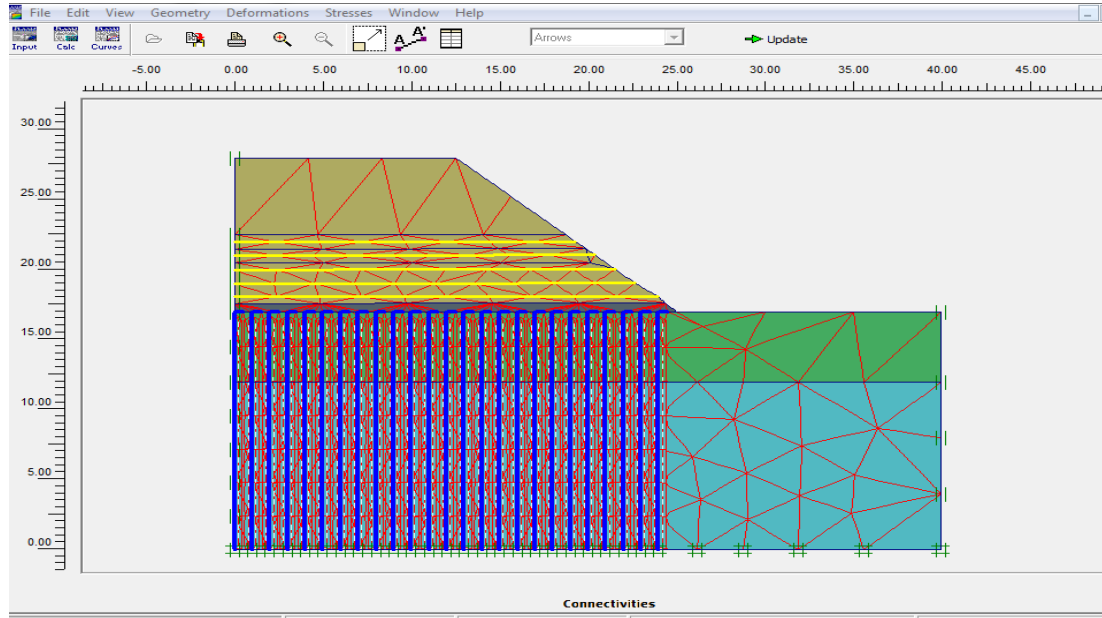 File Edit View Geometry Deformations Stresses Window Help
Input Calc Curves Arrows Update
-5.00 0.00 5.00 10.00 15.00 20.00 25.00 30.00 35.00 40.00 45.00
30.00
25.00
20.00
15.00
10.00
5.00
0.00
Connectivities